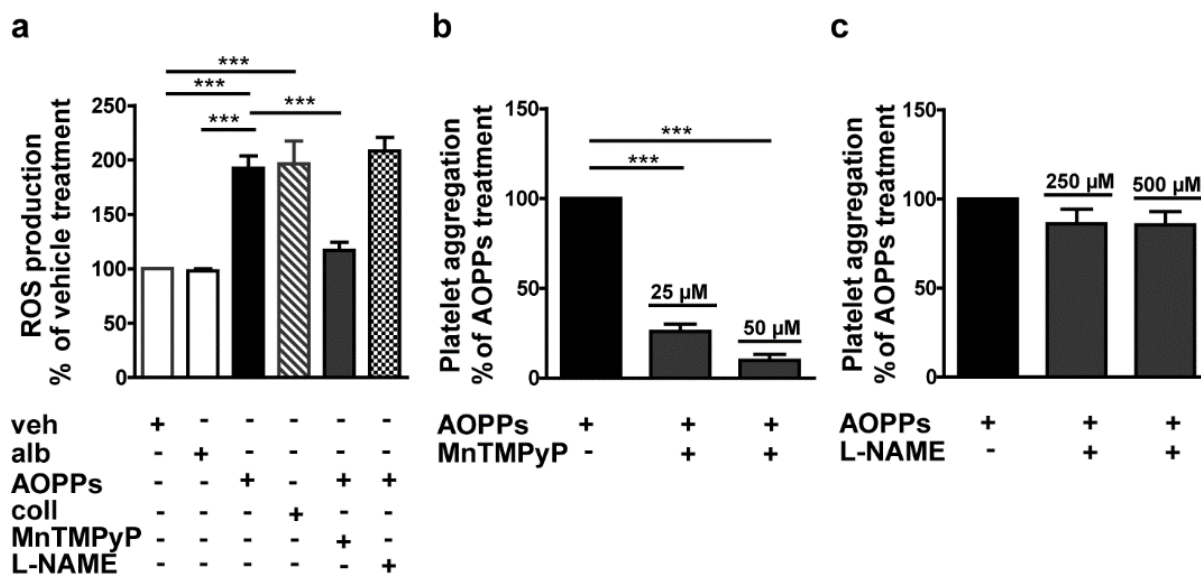 a
ROS production
% of vehicle treatment
250
200
150
100
50
0
***
***
***
***
veh + - - - - -
alb - + - - - -
AOPPs - - + - + +
coll - - - + - -
MnTMPyP - - - - + -
L-NAME - - - - - +
b
Platelet aggregation
% of AOPPs treatment
150
100
50
0
***
***
25 µM
50 µM
AOPPs + + +
MnTMPyP - + +
c
Platelet aggregation
% of AOPPs treatment
150
100
50
0
250 µM
500 µM
AOPPs + + +
L-NAME - + +